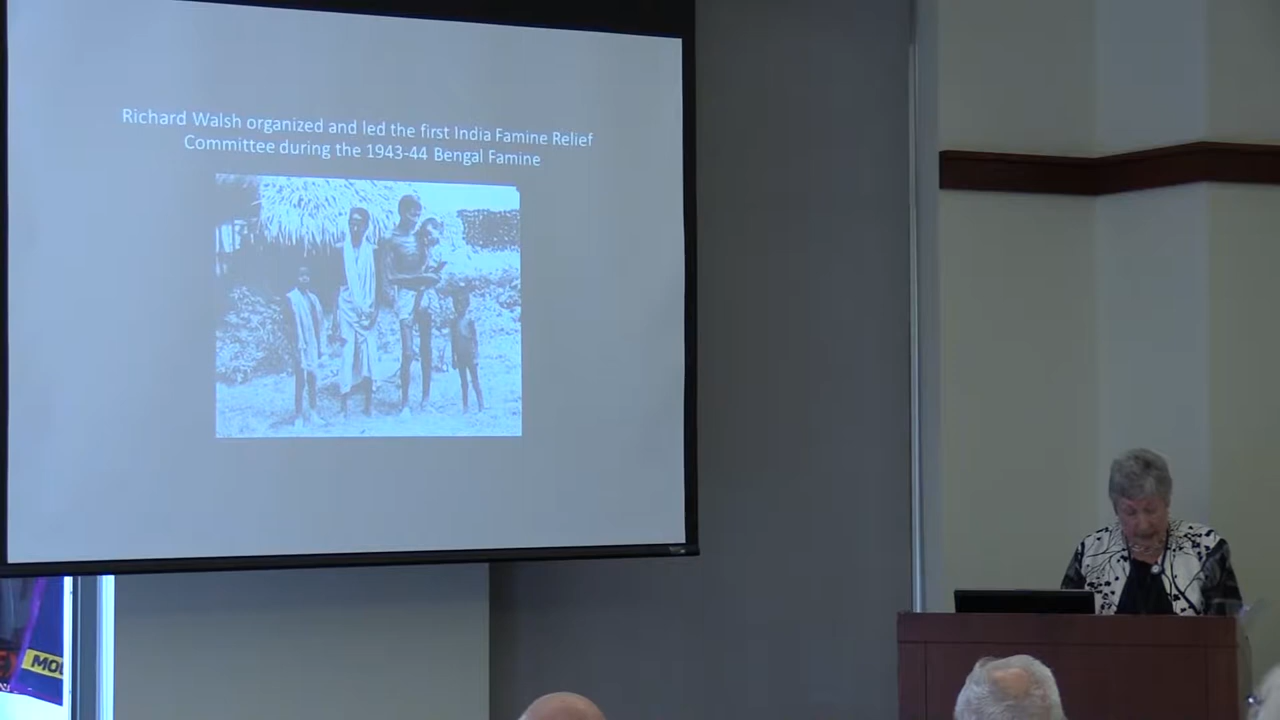 Richard Walsh organized and led the first India Famine Relief
Committee during the 1943-44 Bengal Famine